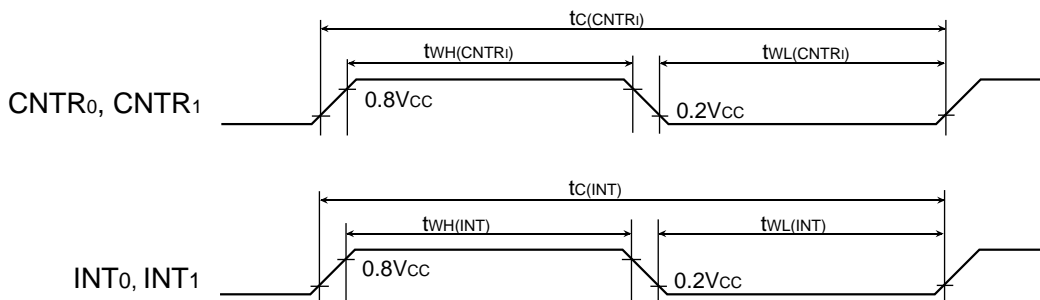 tC(CNTRI)
tWH(CNTRI) tWL(CNTRI)
CNTR0, CNTR1 0.8VCC 0.2VCC
tC(INT)
tWH(INT) tWL(INT)
INT0, INT1 0.8VCC 0.2VCC